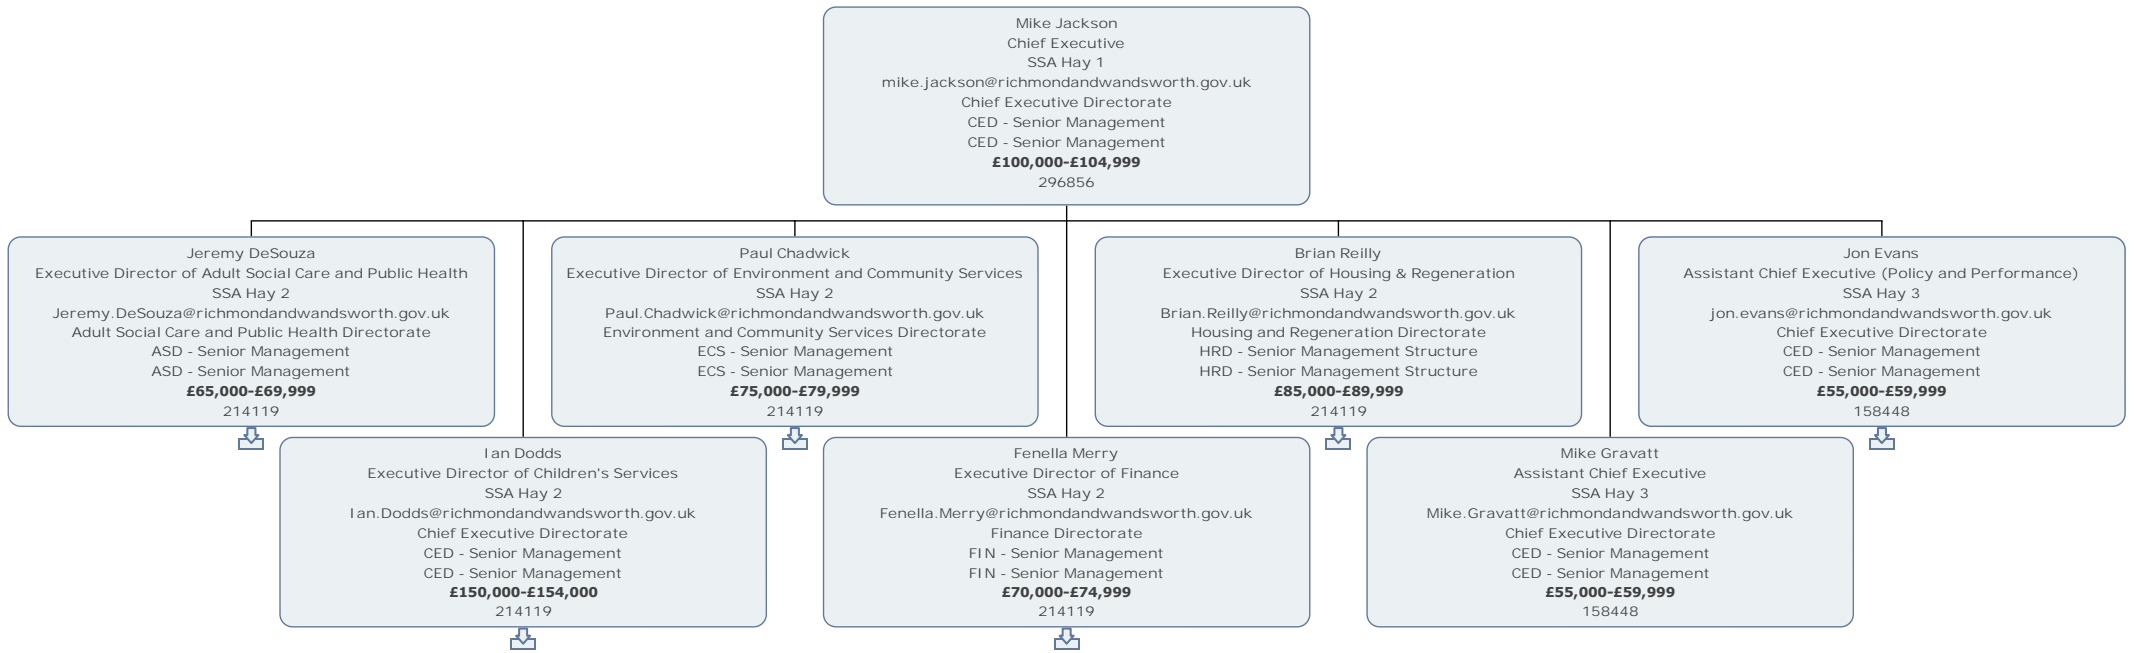 Mike Jackson
Chief Executive
SSA Hay 1
mike.jackson@richmondandwandsworth.gov.uk
Chief Executive Directorate
CED - Senior Management
CED - Senior Management
£100,000-£104,999
296856
Jeremy DeSouza
Executive Director of Adult Social Care and Public Health
SSA Hay 2
Jeremy.DeSouza@richmondandwandsworth.gov.uk
Adult Social Care and Public Health Directorate
ASD - Senior Management
ASD - Senior Management
£65,000-£69,999
214119
Paul Chadwick
Executive Director of Environment and Community Services
SSA Hay 2
Paul.Chadwick@richmondandwandsworth.gov.uk
Environment and Community Services Directorate
ECS - Senior Management
ECS - Senior Management
£75,000-£79,999
214119
Brian Reilly
Executive Director of Housing & Regeneration
SSA Hay 2
Brian.Reilly@richmondandwandsworth.gov.uk
Housing and Regeneration Directorate
HRD - Senior Management Structure
HRD - Senior Management Structure
£85,000-£89,999
214119
Jon Evans
Assistant Chief Executive (Policy and Performance)
SSA Hay 3
jon.evans@richmondandwandsworth.gov.uk
Chief Executive Directorate
CED - Senior Management
CED - Senior Management
£55,000-£59,999
158448
Ian Dodds
Executive Director of Children's Services
SSA Hay 2
Ian.Dodds@richmondandwandsworth.gov.uk
Chief Executive Directorate
CED - Senior Management
CED - Senior Management
£150,000-£154,000
214119
Fenella Merry
Executive Director of Finance
SSA Hay 2
Fenella.Merry@richmondandwandsworth.gov.uk
Finance Directorate
FIN - Senior Management
FIN - Senior Management
£70,000-£74,999
214119
Mike Gravatt
Assistant Chief Executive
SSA Hay 3
Mike.Gravatt@richmondandwandsworth.gov.uk
Chief Executive Directorate
CED - Senior Management
CED - Senior Management
£55,000-£59,999
158448